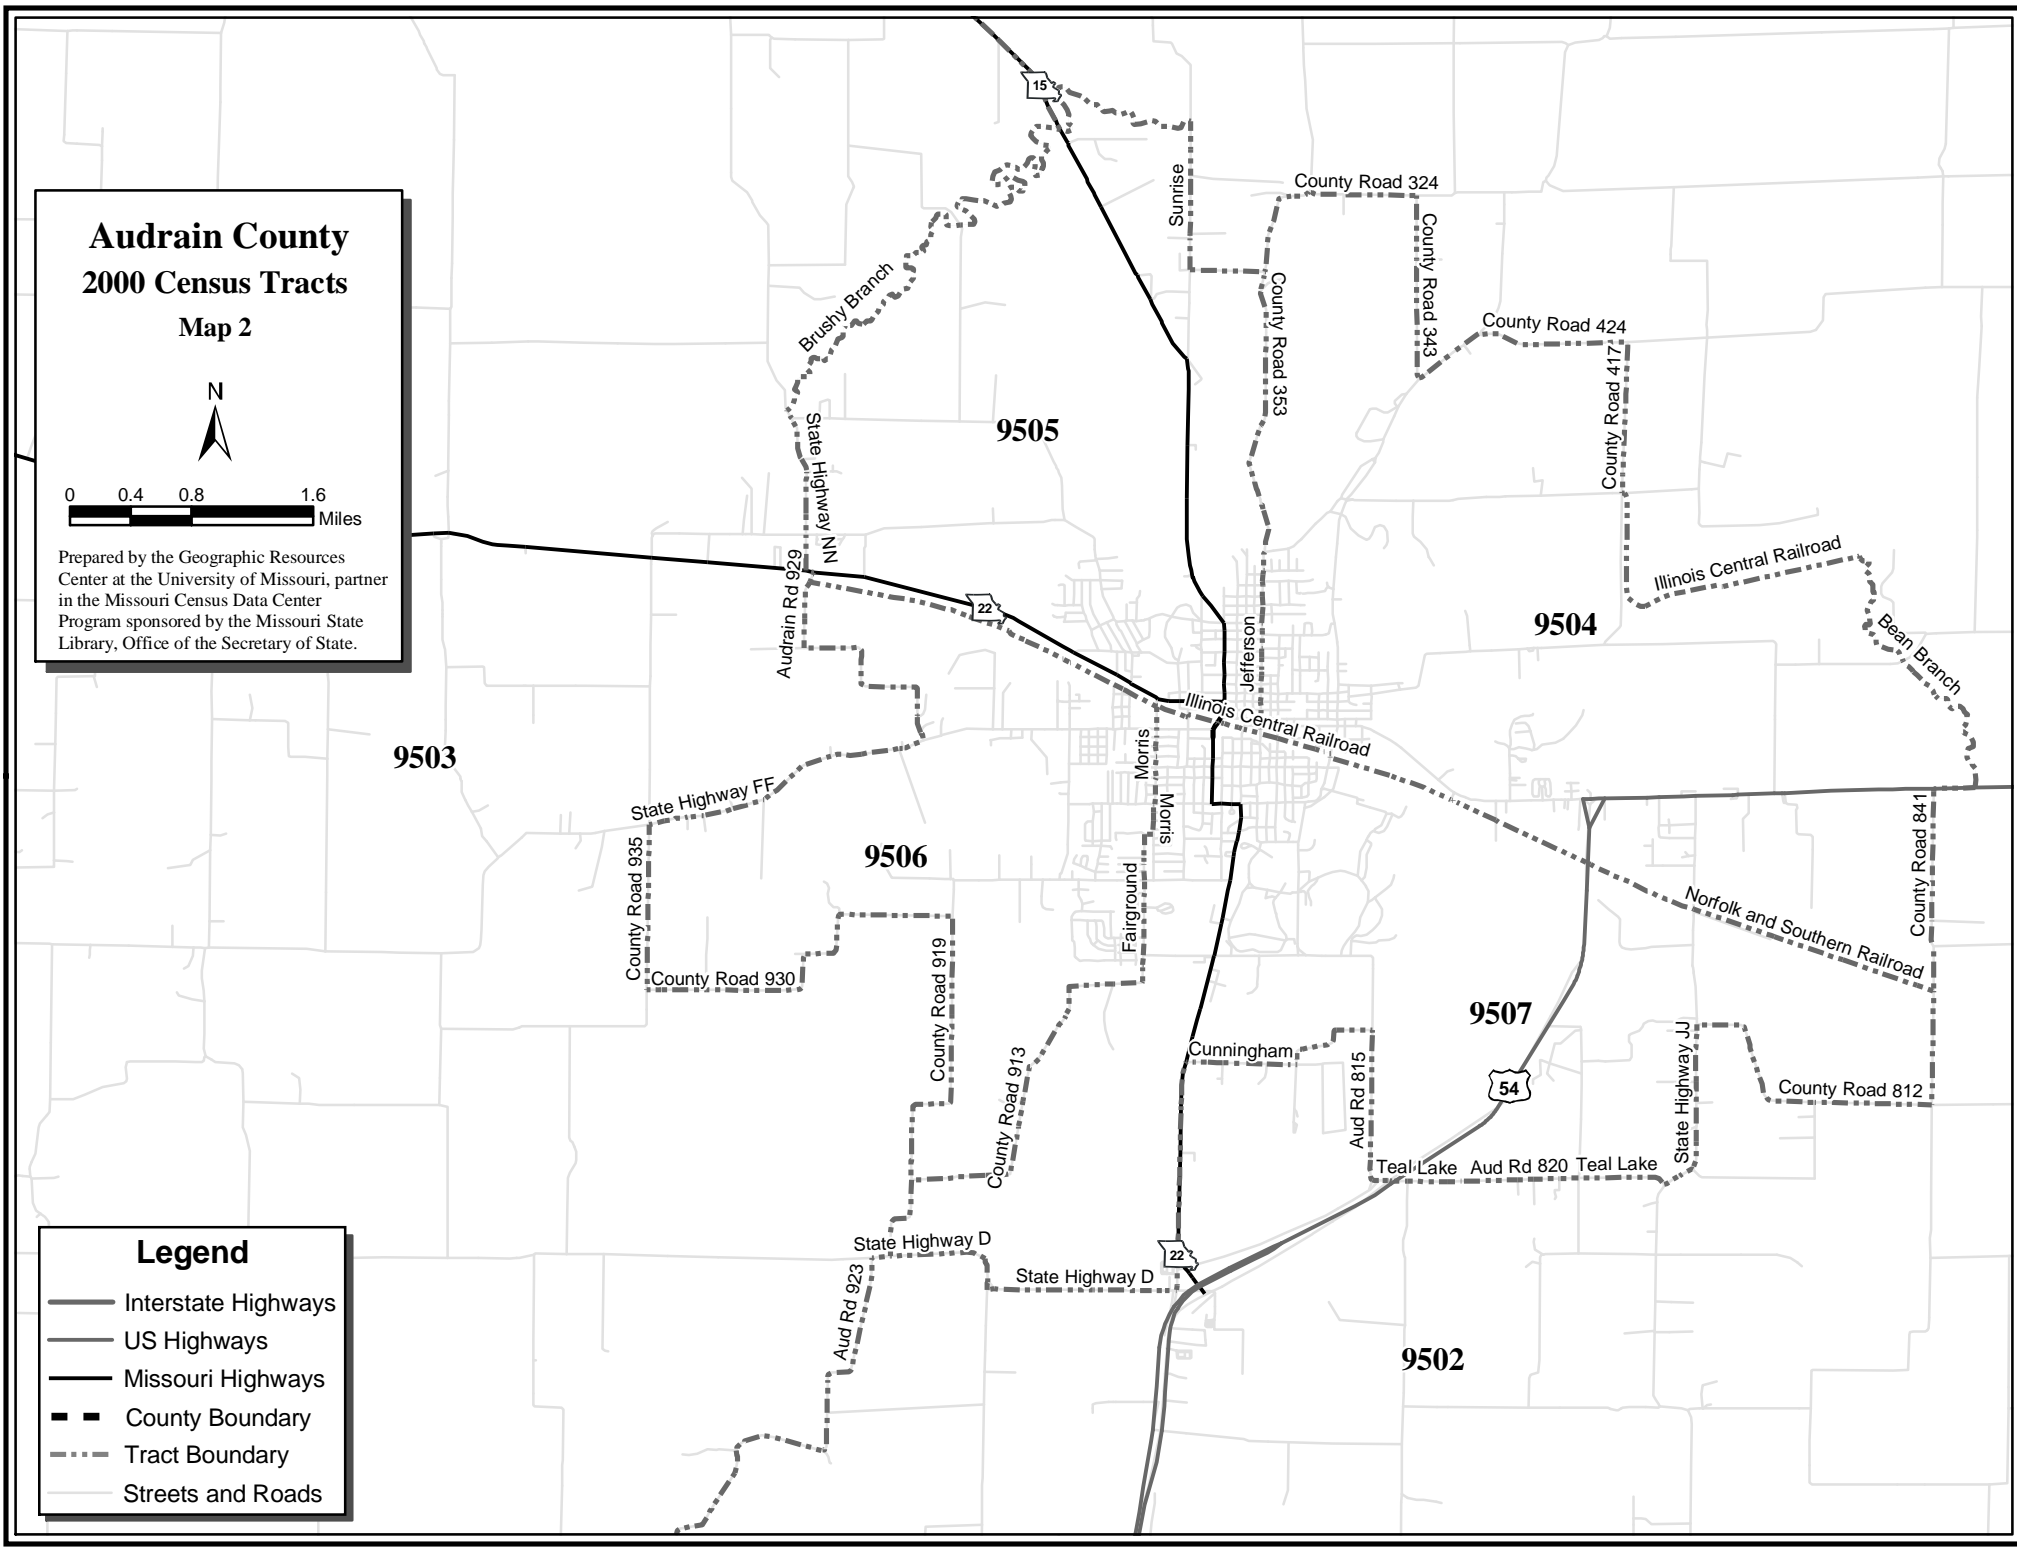 Audrain County
2000 Census Tracts
Map 2
N
0 0.4 0.8 1.6
Miles
Prepared by the Geographic Resources
Center at the University of Missouri, partner
in the Missouri Census Data Center
Program sponsored by the Missouri State
Library, Office of the Secretary of State.
15
Sunrise
County Road 324
County Road 343
County Road 353
County Road 424
County Road 417
Brushy Branch
State Highway NN
9505
Audrain Rd 929
22
Illinois Central Railroad
9504
Bean Branch
Jefferson
Illinois Central Railroad
9503
State Highway FF
Morris
Morris
County Road 935
9506
Fairground
County Road 841
Norfolk and Southern Railroad
County Road 930
County Road 919
9507
County Road 913
Cunningham
Aud Rd 815
54
State Highway JJ
County Road 812
Teal Lake
Aud Rd 820
Teal Lake
State Highway D
22
State Highway D
Aud Rd 923
9502
Legend
Interstate Highways
US Highways
Missouri Highways
County Boundary
Tract Boundary
Streets and Roads